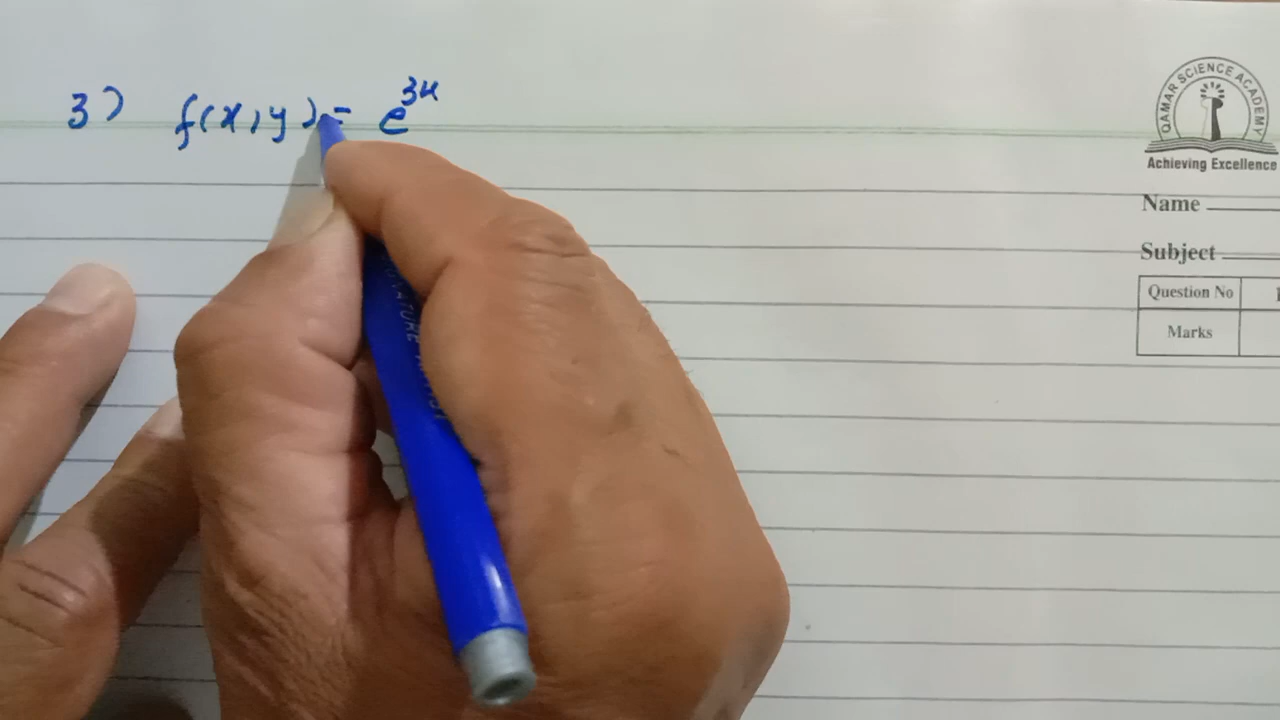 3) f(x,y) = e^{3x}
QAMAR SCIENCE ACADEMY
Achieving Excellence
Name
Subject
Question No
Marks